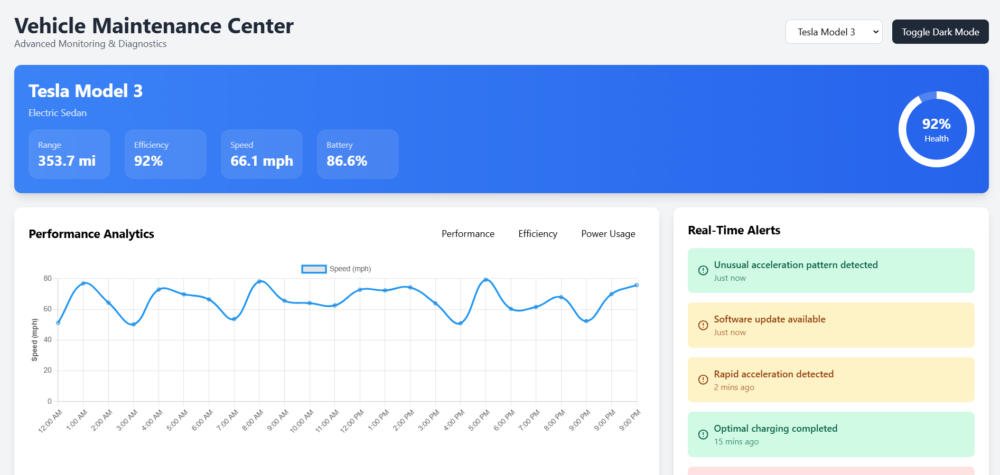 Vehicle Maintenance Center
Advanced Monitoring & Diagnostics
Tesla Model 3
Toggle Dark Mode
Tesla Model 3
Electric Sedan
Range
353.7 mi
Efficiency
92%
Speed
66.1 mph
Battery
86.6%
92%
Health
Performance Analytics
Performance
Efficiency
Power Usage
Speed (mph)
Speed (mph)
80
60
40
20
0
12:00 AM
1:00 AM
2:00 AM
3:00 AM
4:00 AM
5:00 AM
6:00 AM
7:00 AM
8:00 AM
9:00 AM
10:00 AM
11:00 AM
12:00 PM
1:00 PM
2:00 PM
3:00 PM
4:00 PM
5:00 PM
6:00 PM
7:00 PM
8:00 PM
9:00 PM
9:00 PM
9:00 PM
Real-Time Alerts
Unusual acceleration pattern detected
Just now
Software update available
Just now
Rapid acceleration detected
2 mins ago
Optimal charging completed
15 mins ago